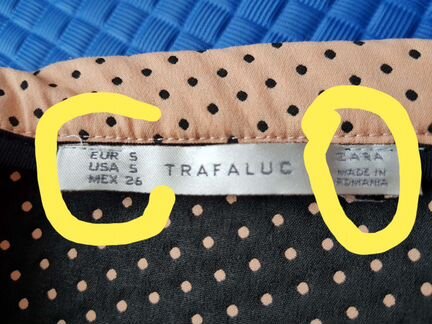 EUR S
USA S
MEX 26
TRAFALUC
ZARA
MADE IN
ROMANIA